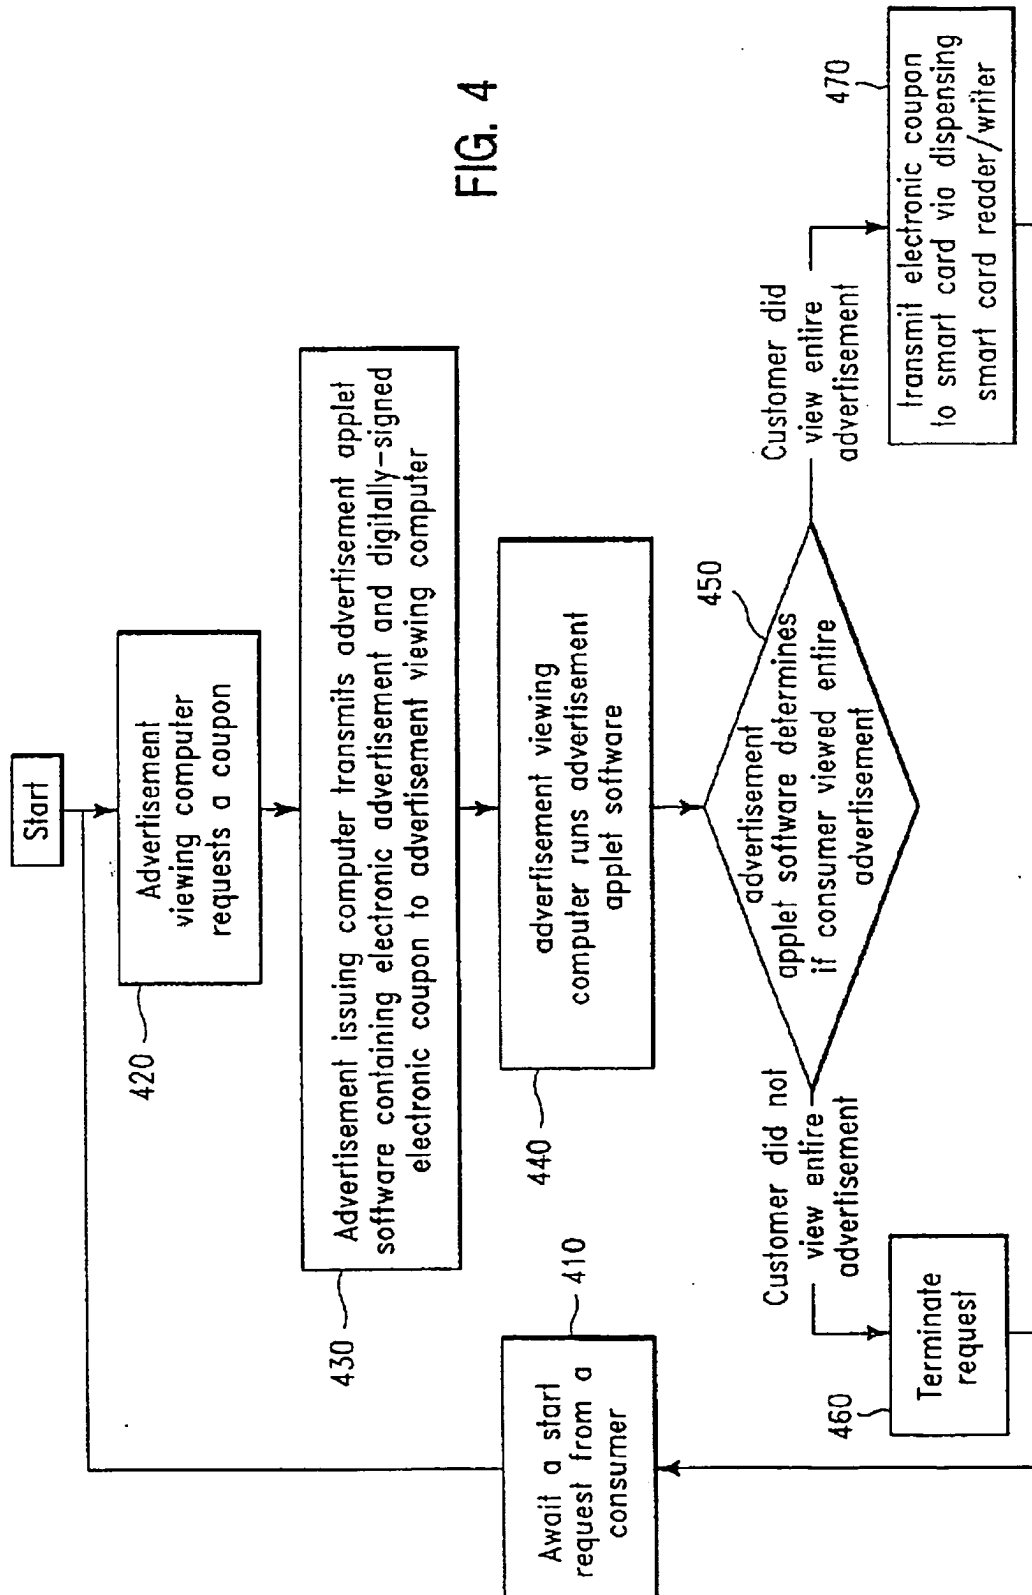 Start
Advertisement
viewing computer
requests a coupon
420
Advertisement issuing computer transmits advertisement applet
software containing electronic advertisement and digitally-signed
electronic coupon to advertisement viewing computer
430
advertisement viewing
computer runs advertisement
applet software
440
advertisement
applet software determines
if consumer viewed entire
advertisement
450
Customer did not
view entire
advertisement
Customer did
view entire
advertisement
Terminate
request
460
transmit electronic coupon
to smart card via dispensing
smart card reader/writer
470
Await a start
request from a
consumer
410
FIG. 4